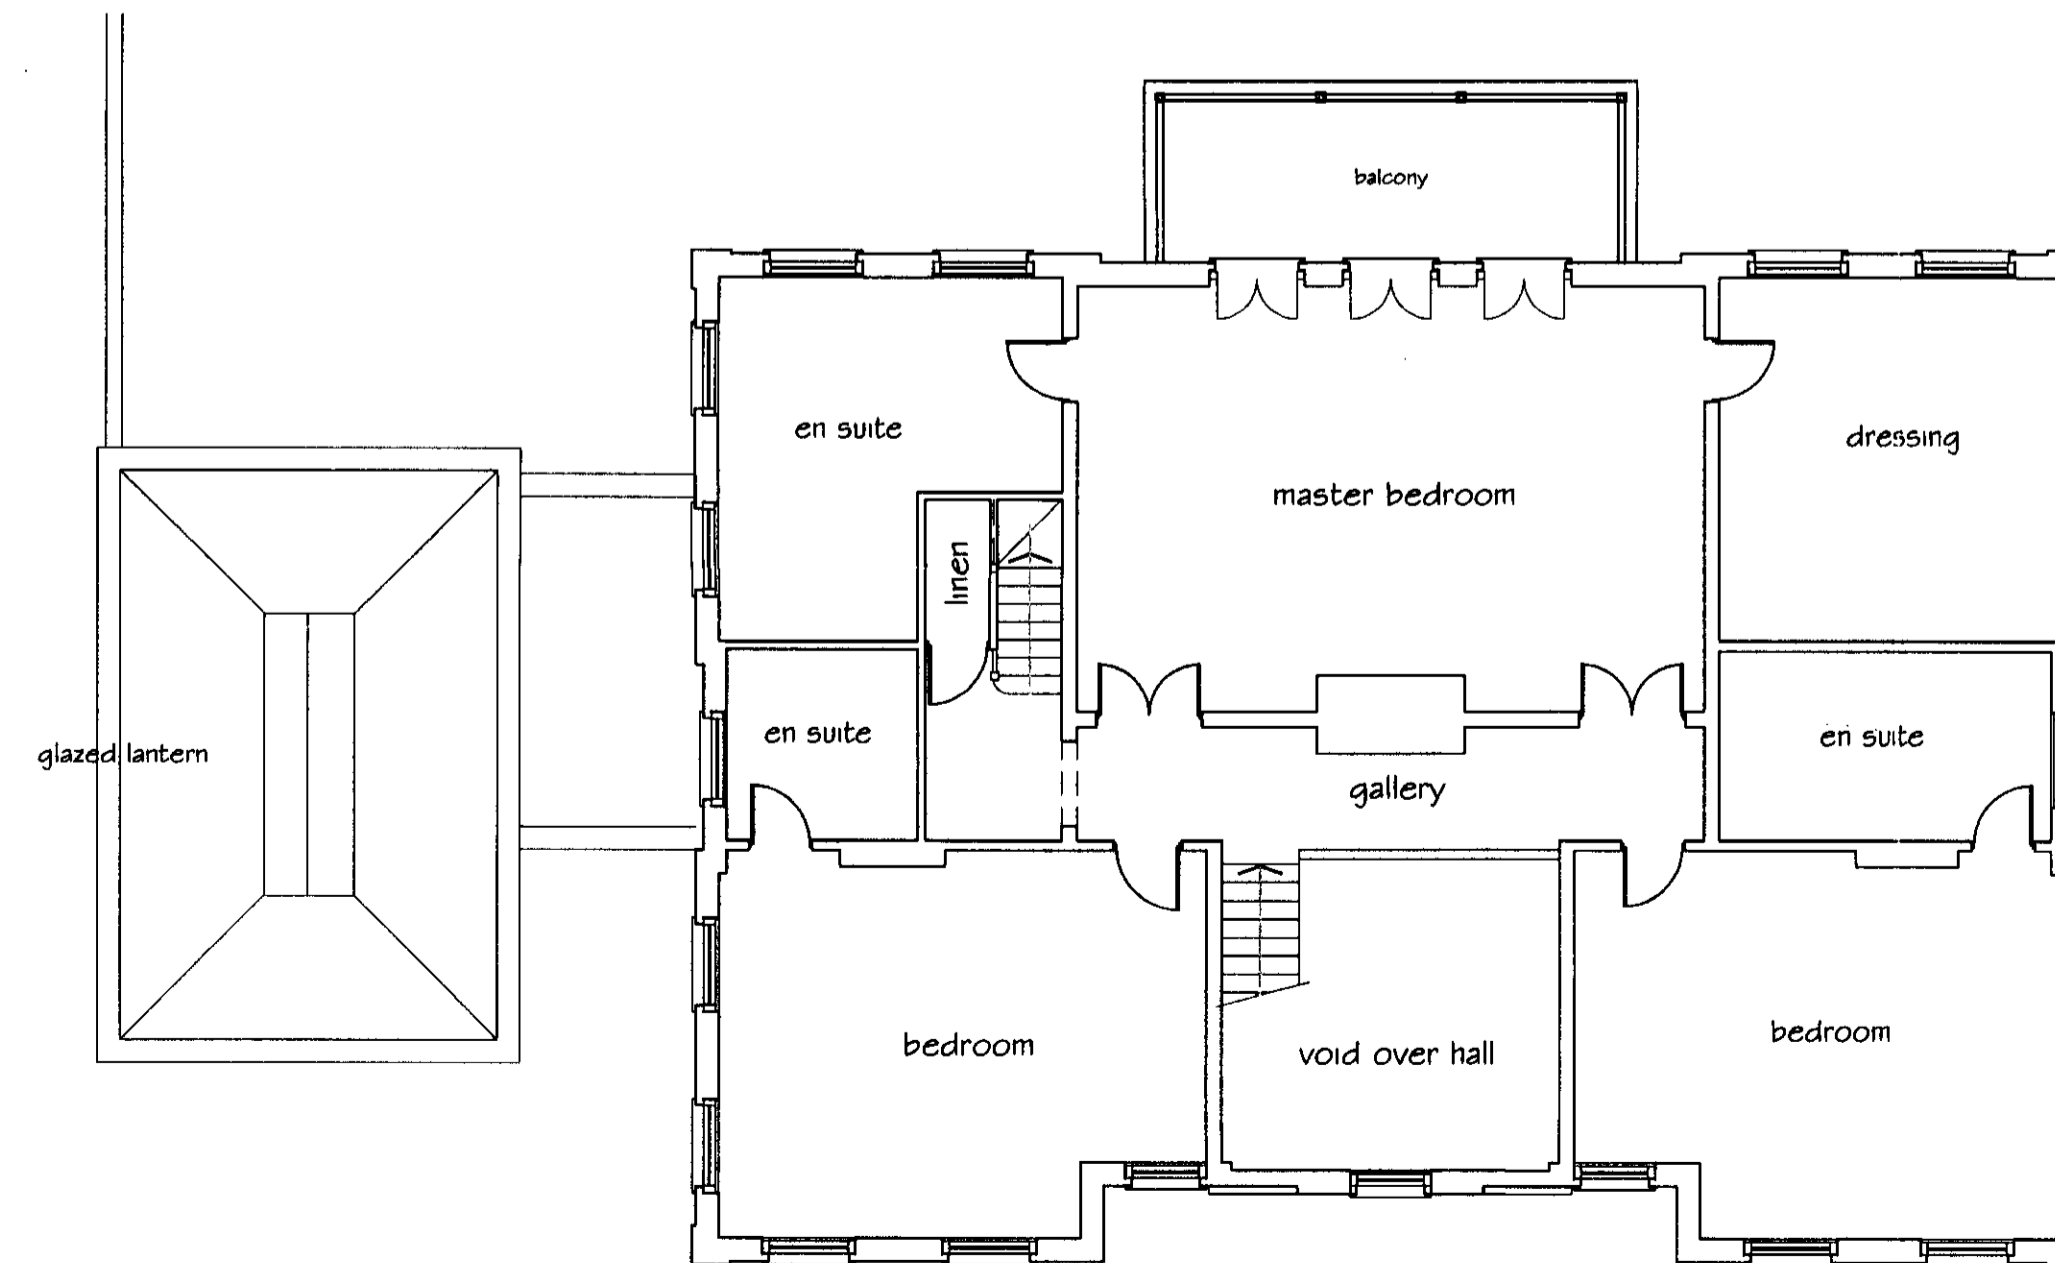 balcony
en suite
dressing
master bedroom
linen
en suite
en suite
glazed lantern
gallery
bedroom
void over hall
bedroom